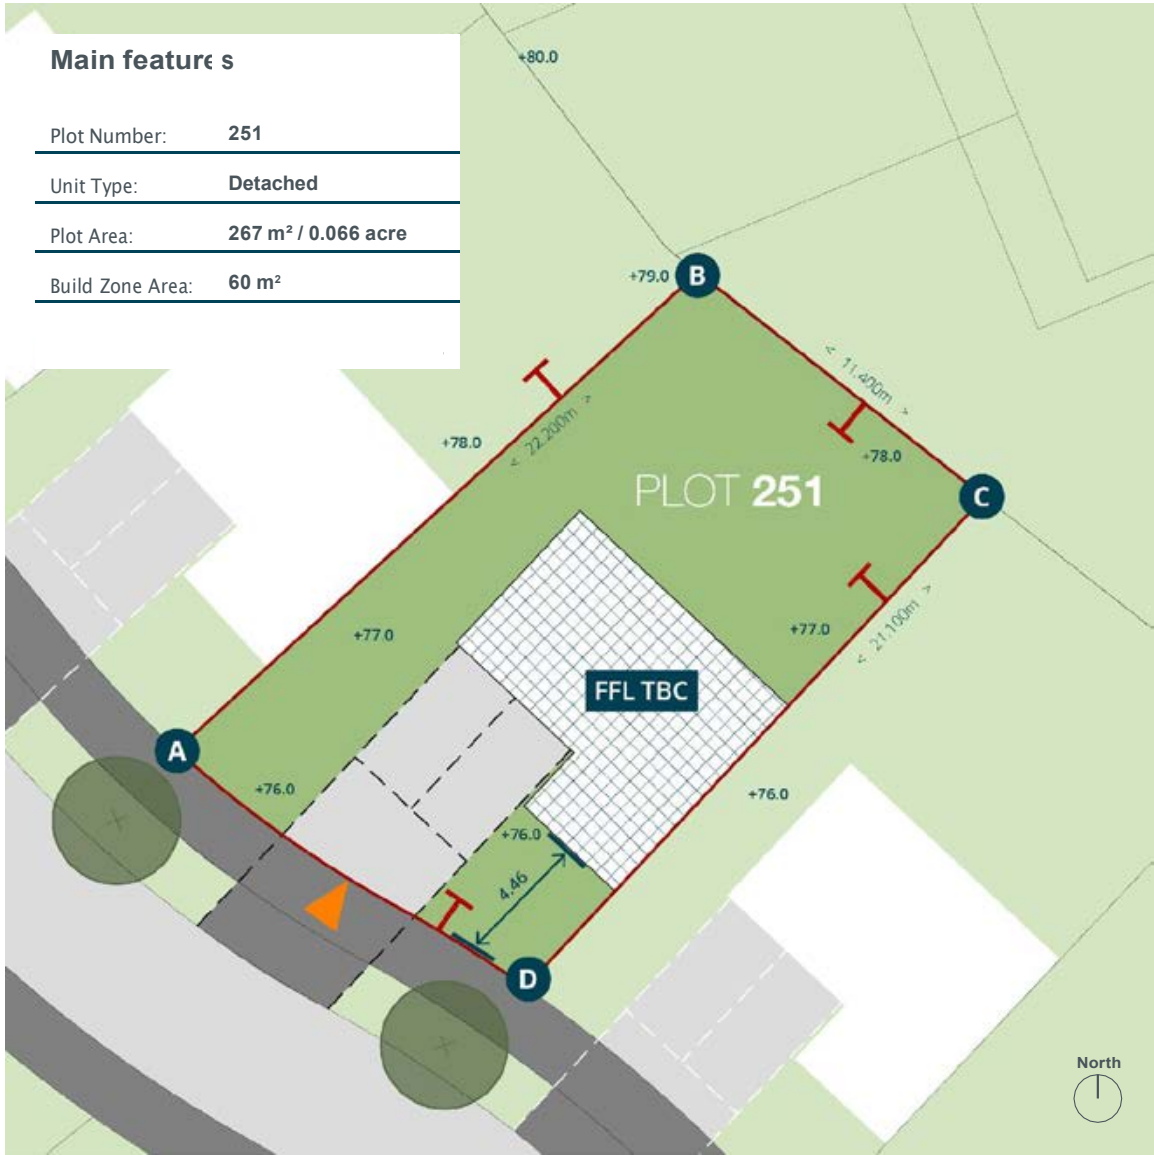 Main features
Plot Number: 251
Unit Type: Detached
Plot Area: 267 m² / 0.066 acre
Build Zone Area: 60 m²
+80.0
+79.0
B
< 11,400m >
< 22,200m >
+78.0
+78.0
PLOT 251
C
+77.0
+77.0
< 21,100m >
FFL TBC
A
+76.0
+76.0
+76.0
4.46
D
North